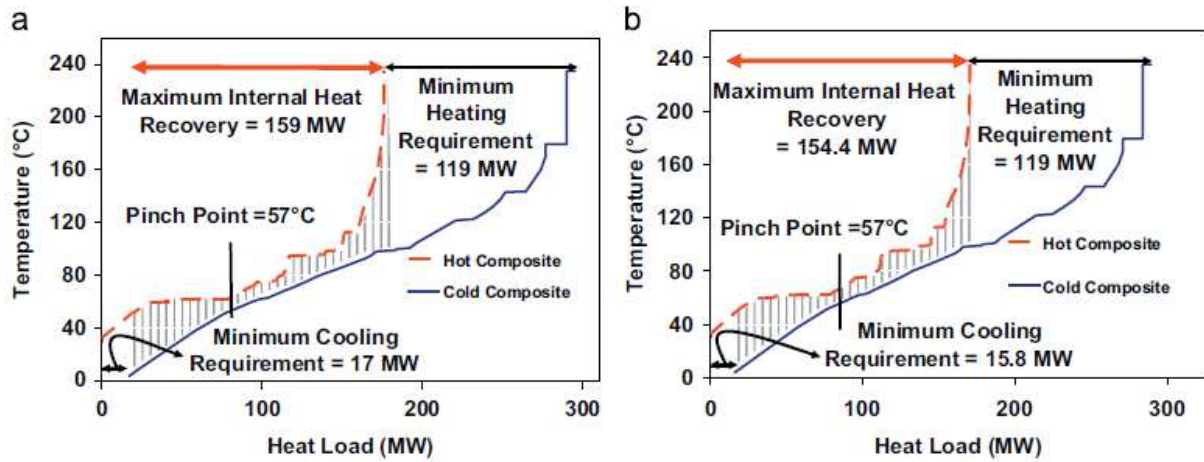 a
240
200
160
120
80
40
0
Temperature (°C)
Maximum Internal Heat
Recovery = 159 MW
Minimum
Heating
Requirement
= 119 MW
Pinch Point =57°C
Hot Composite
Cold Composite
Minimum Cooling
Requirement = 17 MW
0 100 200 300
Heat Load (MW)
b
240
200
160
120
80
40
0
Temperature (°C)
Maximum Internal Heat
Recovery
= 154.4 MW
Minimum
Heating
Requirement
= 119 MW
Pinch Point =57°C
Hot Composite
Cold Composite
Minimum Cooling
Requirement = 15.8 MW
0 100 200 300
Heat Load (MW)